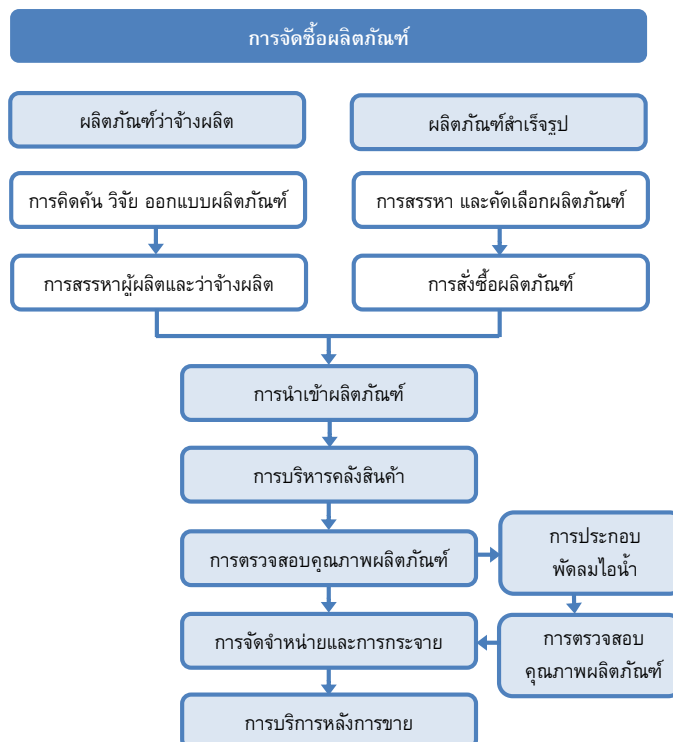 การจัดซื้อผลิตภัณฑ์
ผลิตภัณฑ์ว่าจ้างผลิต
ผลิตภัณฑ์สำเร็จรูป
การคิดค้น วิจัย ออกแบบผลิตภัณฑ์
การสรรหา และคัดเลือกผลิตภัณฑ์
การสรรหาผู้ผลิตและว่าจ้างผลิต
การสั่งซื้อผลิตภัณฑ์
การนำเข้าผลิตภัณฑ์
การบริหารคลังสินค้า
การตรวจสอบคุณภาพผลิตภัณฑ์
การประกอบ
พัดลมไอน้ำ
การจัดจำหน่ายและการกระจาย
การตรวจสอบ
คุณภาพผลิตภัณฑ์
การบริการหลังการขาย